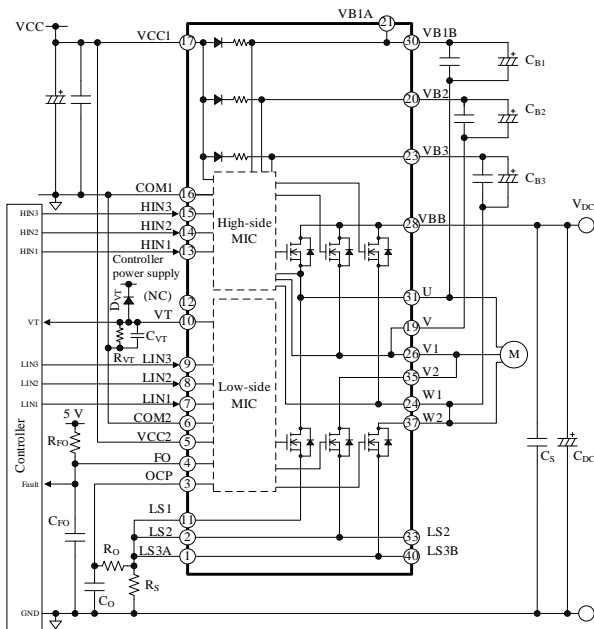 VB1A
21
VCC
VCC1
17
30
VB1B
CB1
20
VB2
CB2
23
VB3
CB3
COM1
16
HIN3
HIN3
15
HIN2
HIN2
14
HIN1
HIN1
13
High-side
MIC
28
VBB
VDC
Controller
power supply
DVT
(NC)
12
31
U
VT
VT
10
19
V
CVT
RVT
26
V1
M
LIN3
LIN3
9
35
V2
LIN2
LIN2
8
24
W1
LIN1
LIN1
7
Low-side
MIC
37
W2
5 V
COM2
6
RFO
VCC2
5
FO
4
CS
CDC
Controller
Fault
OCP
3
CFO
LS1
11
LS2
2
33
LS2
LS3A
1
40
LS3B
RO
RS
CO
GND